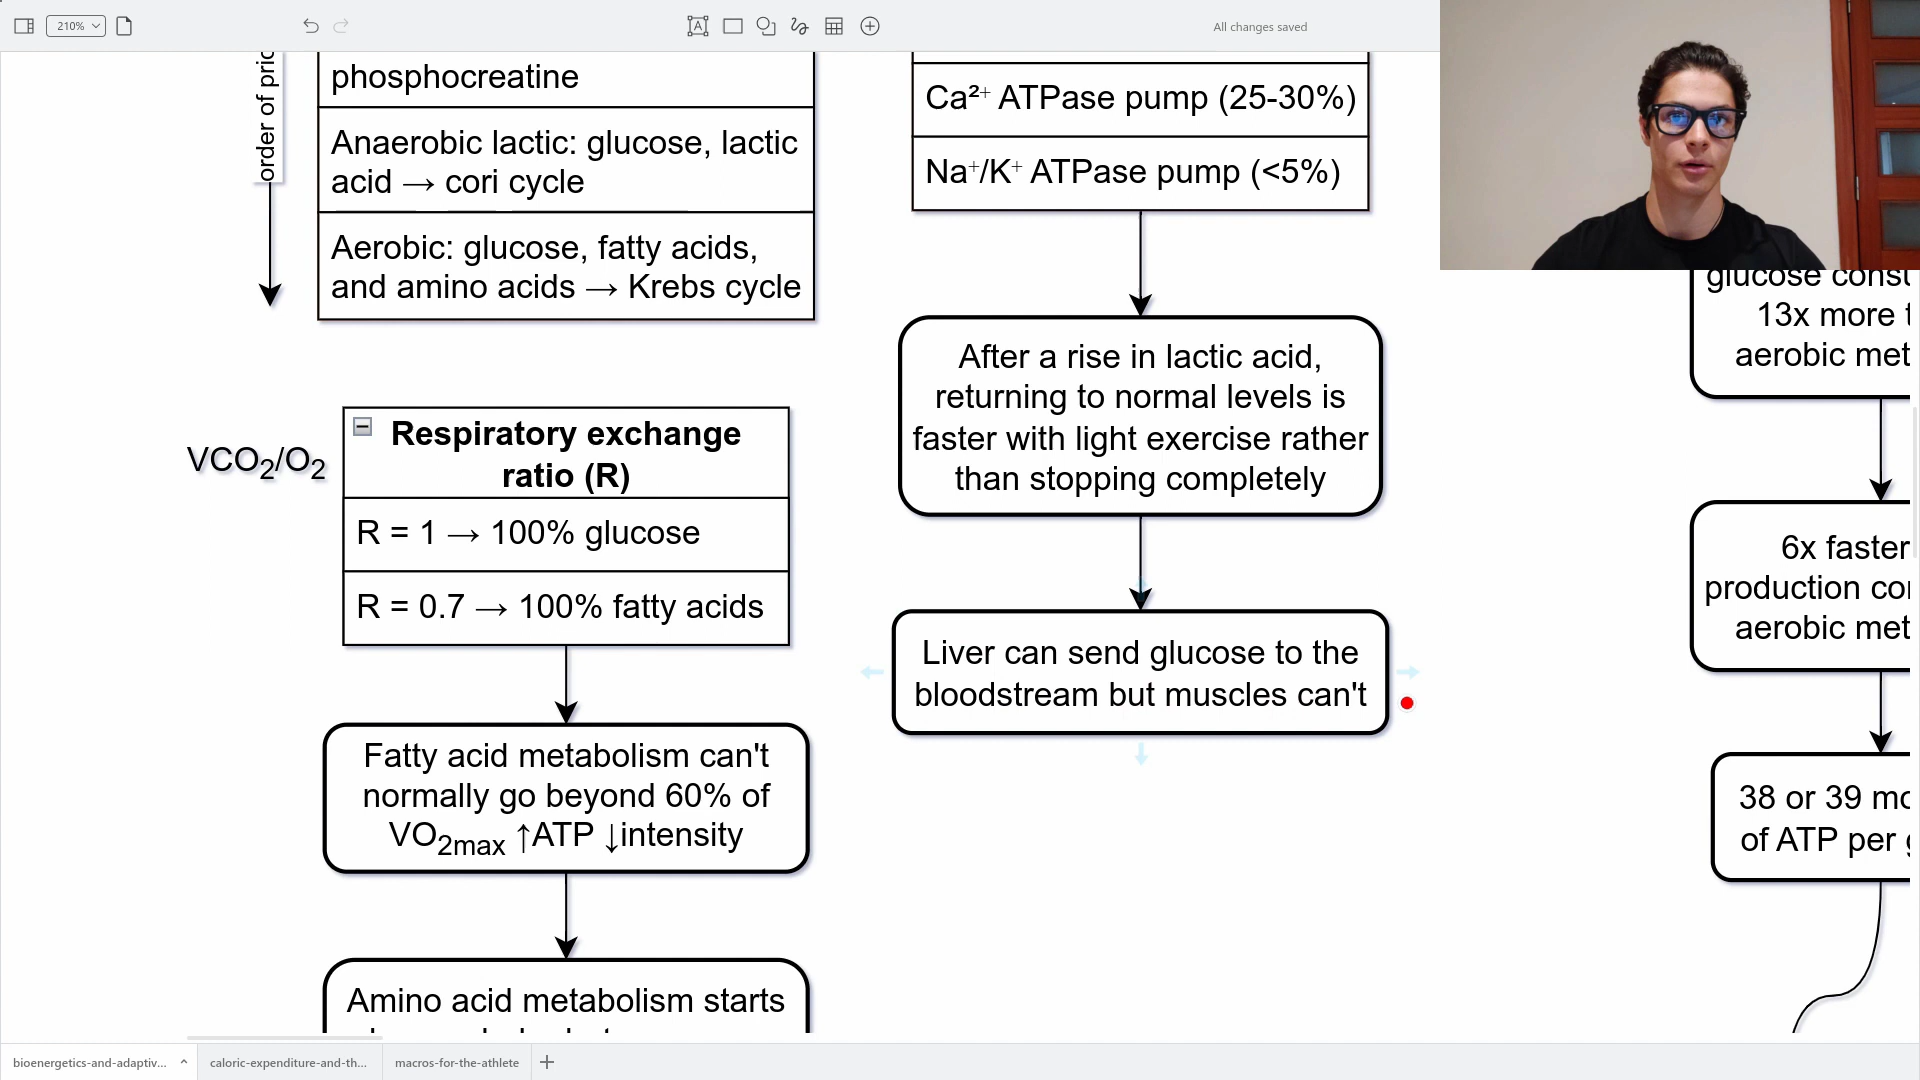 210%
All changes saved
order of pric
phosphocreatine
Anaerobic lactic: glucose, lactic
acid → cori cycle
Aerobic: glucose, fatty acids,
and amino acids → Krebs cycle
VCO₂/O₂
Respiratory exchange
ratio (R)
R = 1 → 100% glucose
R = 0.7 → 100% fatty acids
Fatty acid metabolism can't
normally go beyond 60% of
VO₂max ↑ATP ↓intensity
Amino acid metabolism starts
Ca²⁺ ATPase pump (25-30%)
Na⁺/K⁺ ATPase pump (<5%)
After a rise in lactic acid,
returning to normal levels is
faster with light exercise rather
than stopping completely
Liver can send glucose to the
bloodstream but muscles can't
glucose
13x more
aerobic met
6x faster
production
aerobic met
38 or 39
of ATP per
bioenergetics-and-adaptiv...
caloric-expenditure-and-th...
macros-for-the-athlete